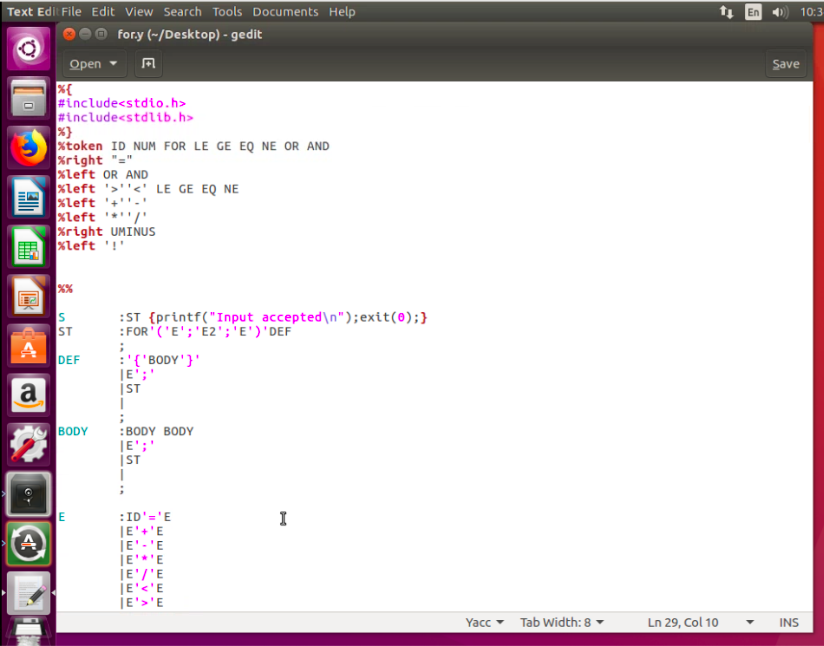 Text Edi File Edit View Search Tools Documents Help En 10:3
for.y (~/Desktop) - gedit
Open Save
%{
#include<stdio.h>
#include<stdlib.h>
%}
%token ID NUM FOR LE GE EQ NE OR AND
%right "="
%left OR AND
%left '>''<' LE GE EQ NE
%left '+''-'
%left '*''/'
%right UMINUS
%left '!'
%%
S :ST {printf("Input accepted\n");exit(0);}
ST :FOR'('E';'E2';'E')'DEF
;
DEF :'{'BODY'}'
|E';'
|ST
|
;
BODY :BODY BODY
|E';'
|ST
|
;
E :ID'='E
|E'+'E
|E'-'E
|E'*'E
|E'/'E
|E'<'E
|E'>'E
Yacc Tab Width: 8 Ln 29, Col 10 INS